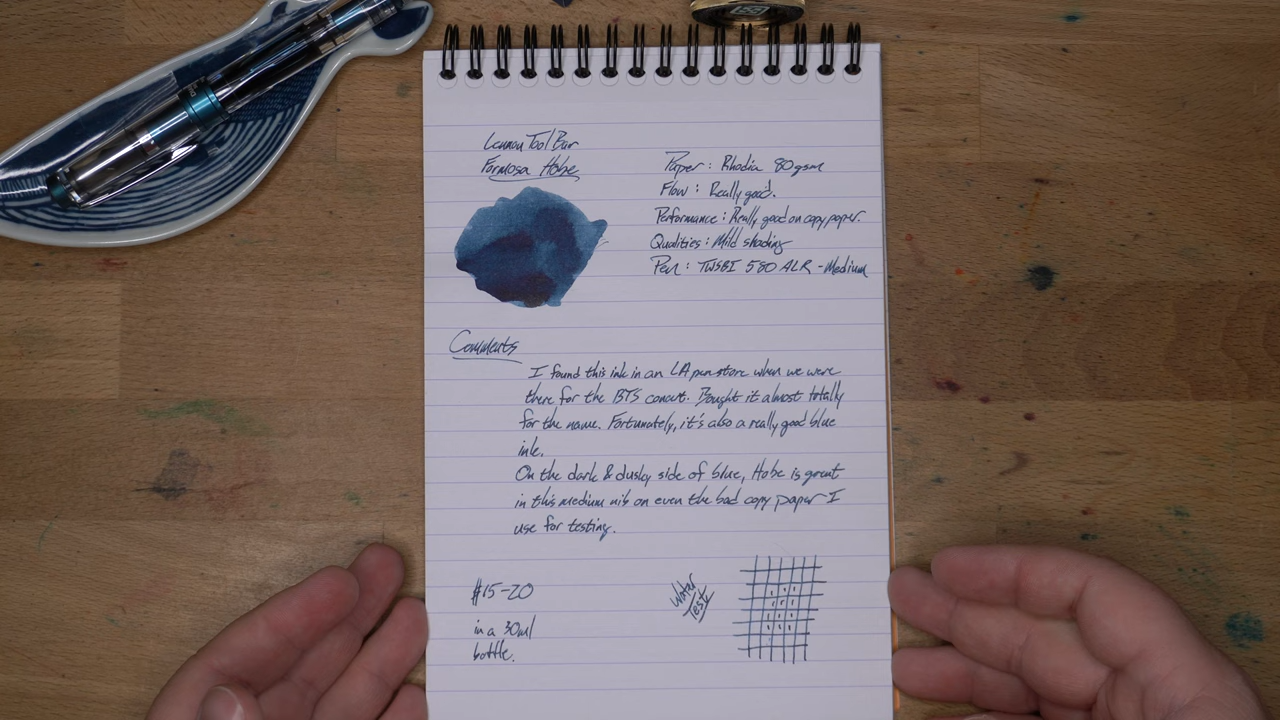 Lennon Tool Bar
Formosa Hobe
Paper: Rhodia 80gsm
Flow: Really good.
Performance: Really good on copy paper.
Qualities: Mild shading
Pen: TWSBI 580 ALR - Medium
Comments
I found this ink in an LA pen store when we were
there for the BTS concert. Bought it almost totally
for the name. Fortunately, it's also a really good blue
ink.
On the dark & dusky side of blue, Hobe is great
in this medium nib on even the bad copy paper I
use for testing.
$15-20
in a 30ml
bottle.
Water
Test